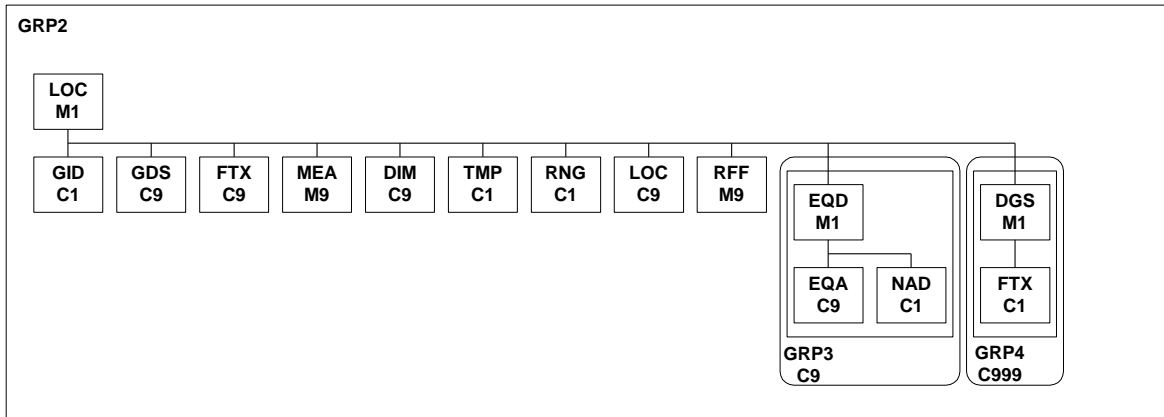 GRP2
LOC
M1
GID
C1
GDS
C9
FTX
C9
MEA
M9
DIM
C9
TMP
C1
RNG
C1
LOC
C9
RFF
M9
EQD
M1
EQA
C9
NAD
C1
GRP3
C9
DGS
M1
FTX
C1
GRP4
C999